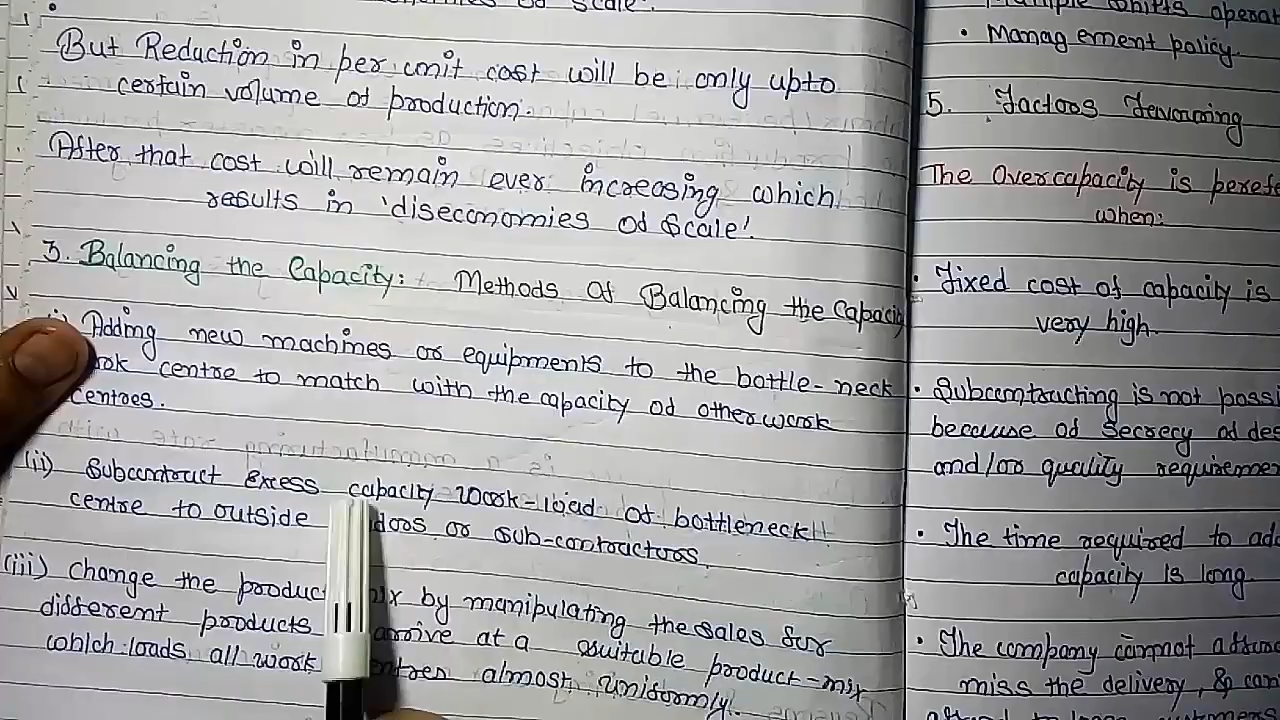 of scale'.
But Reduction in per unit cost will be only upto
certain volume of production.
After that cost will remain ever increasing which
results in 'diseconomies of Scale'.
3. Balancing the Capacity: Methods of Balancing the Capacity
Adding new machines or equipments to the bottle-neck
centre to match with the capacity of other work
centres.
(ii) Subcontract excess capacity work-load of bottleneck
centre to outside or sub-contractors.
(iii) Change the product by manipulating the sales for
different products arrive at a suitable product-mix
which loads all work almost uniformly.
shifts
• Management policy.
5. Factors Favouring
The Overcapacity is
when:
• Fixed cost of capacity is
very high.
• Subcontracting is not
because of secrecy of
and/or quality
• The time required to
capacity is long.
• The company cannot
miss the delivery, &